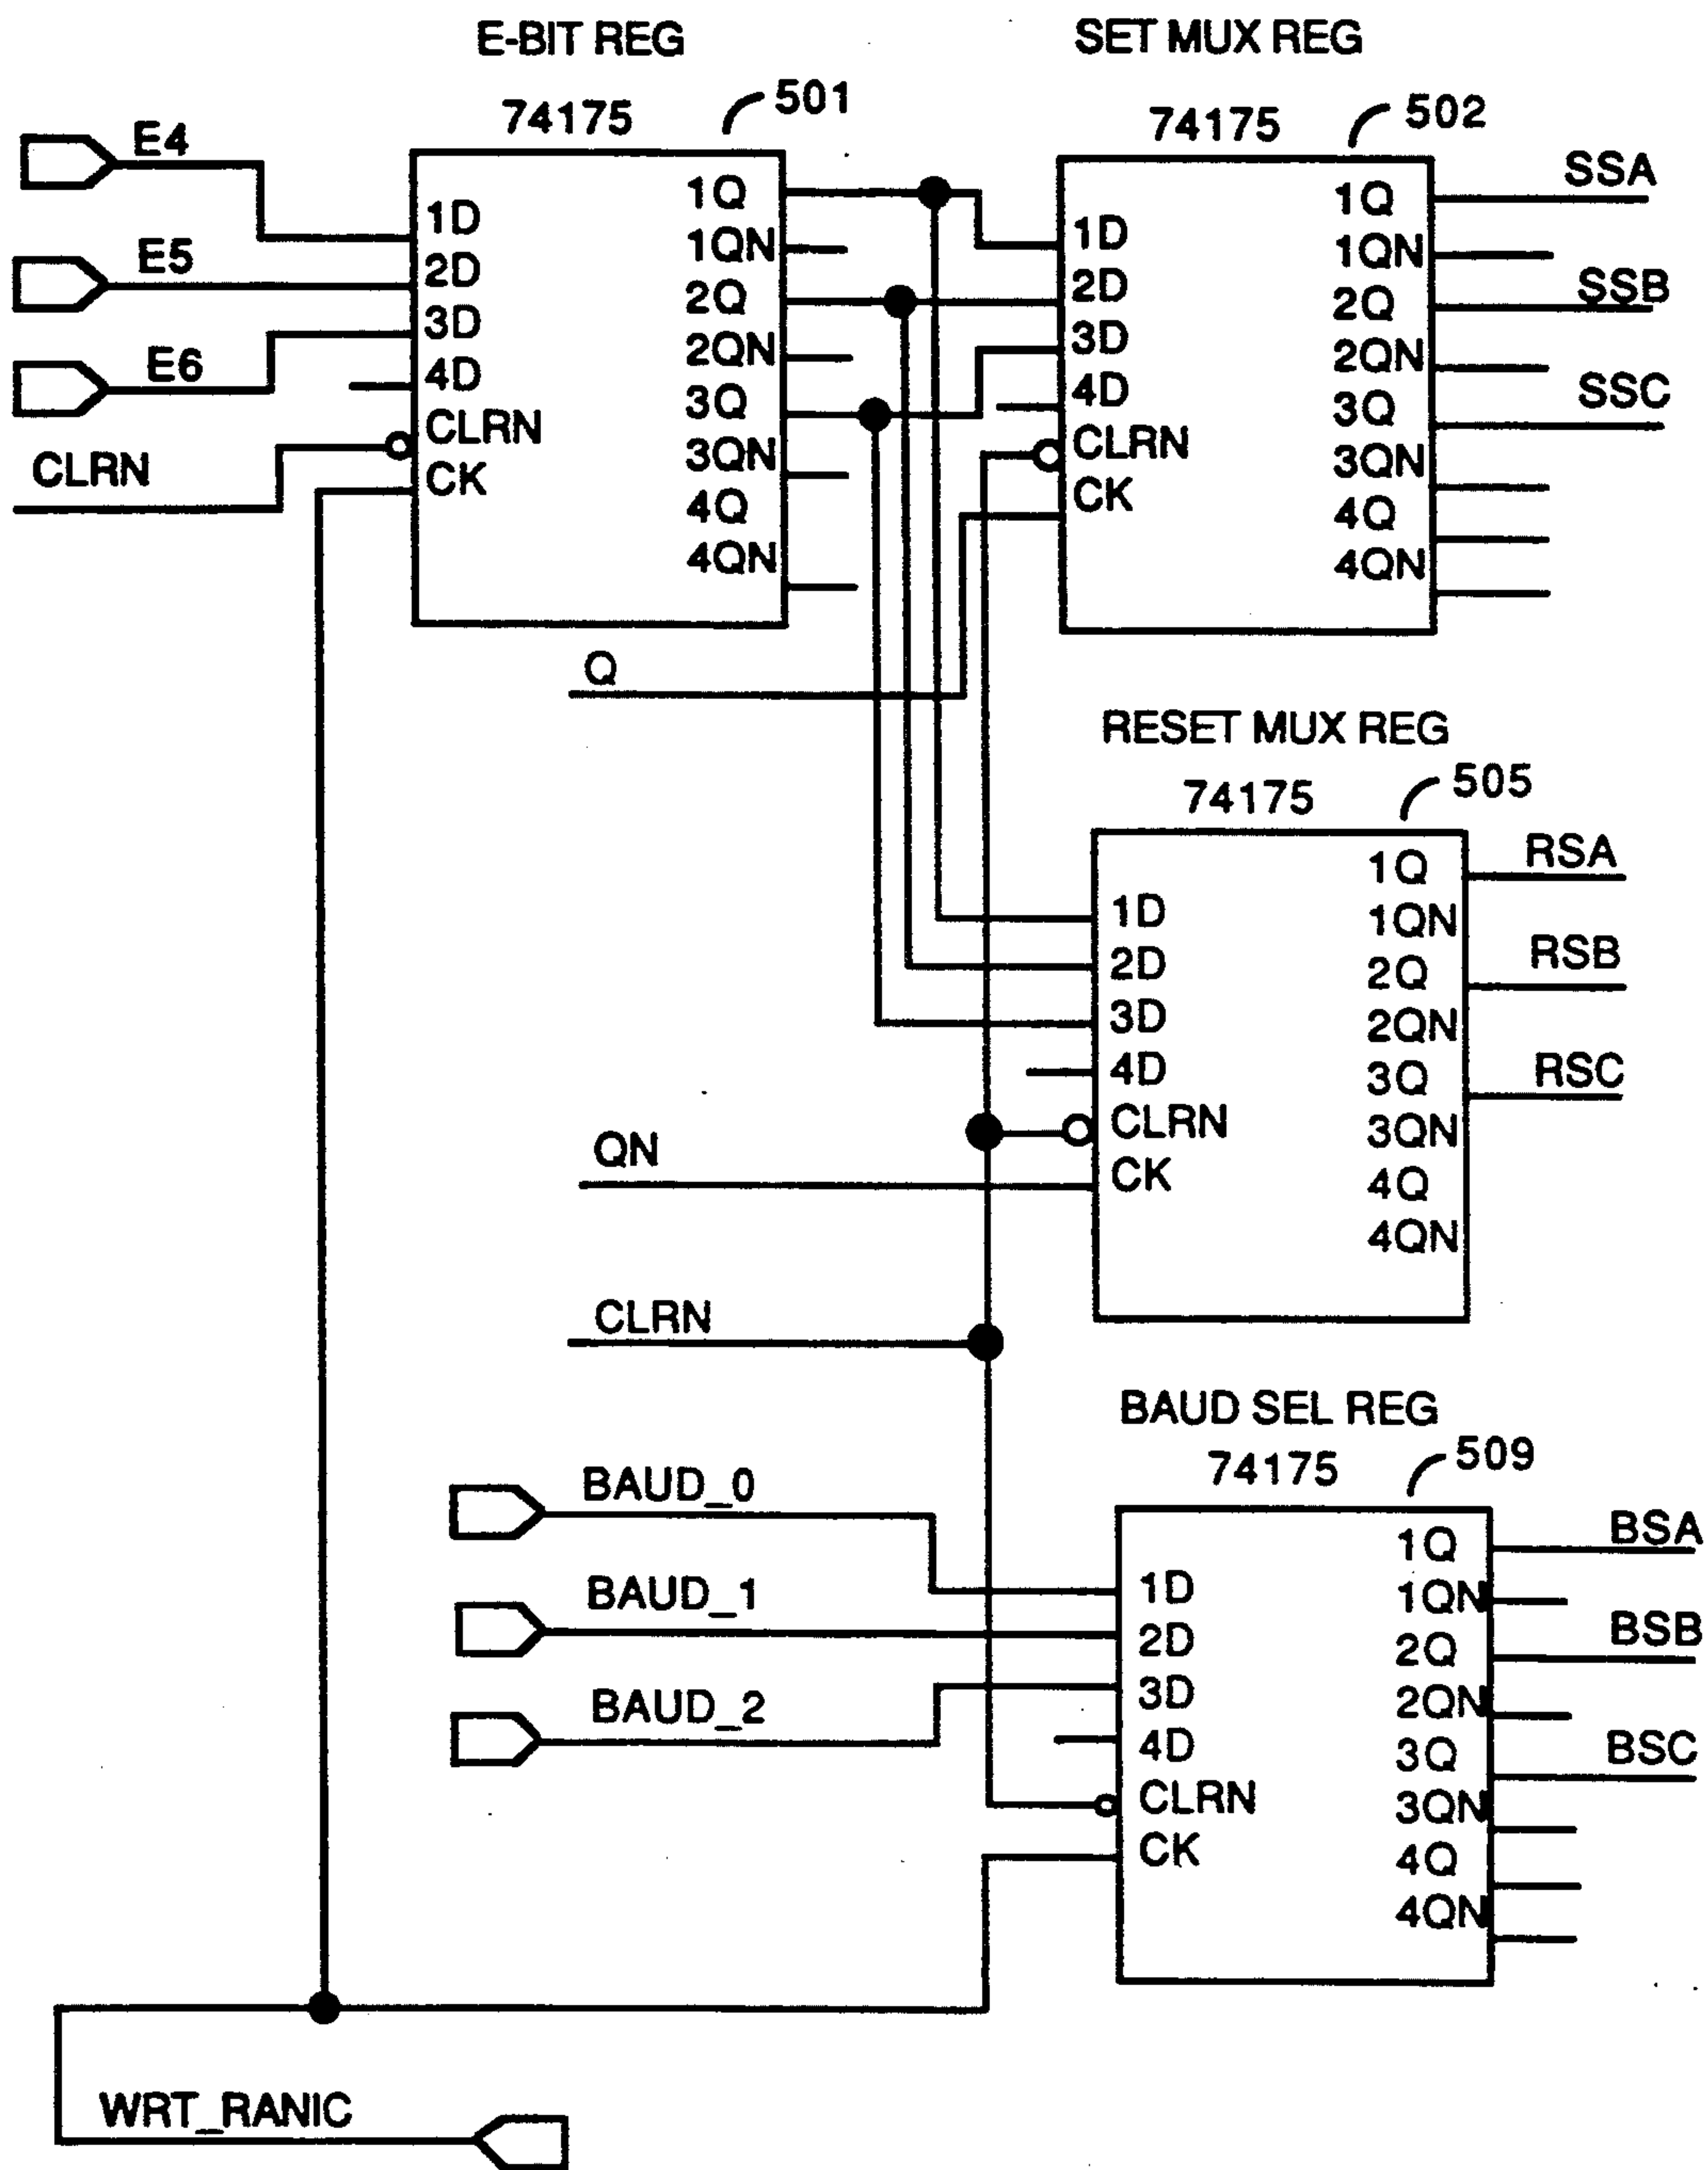 E-BIT REG
74175
501
E4
E5
E6
CLRN
1D
2D
3D
4D
CLRN
CK
1Q
1QN
2Q
2QN
3Q
3QN
4Q
4QN
SET MUX REG
74175
502
1D
2D
3D
4D
CLRN
CK
1Q
1QN
2Q
2QN
3Q
3QN
4Q
4QN
SSA
SSB
SSC
Q
RESET MUX REG
74175
505
1D
2D
3D
4D
CLRN
CK
1Q
1QN
2Q
2QN
3Q
3QN
4Q
4QN
RSA
RSB
RSC
QN
CLRN
BAUD SEL REG
74175
509
BAUD_0
BAUD_1
BAUD_2
1D
2D
3D
4D
CLRN
CK
1Q
1QN
2Q
2QN
3Q
3QN
4Q
4QN
BSA
BSB
BSC
WRT_RANIC